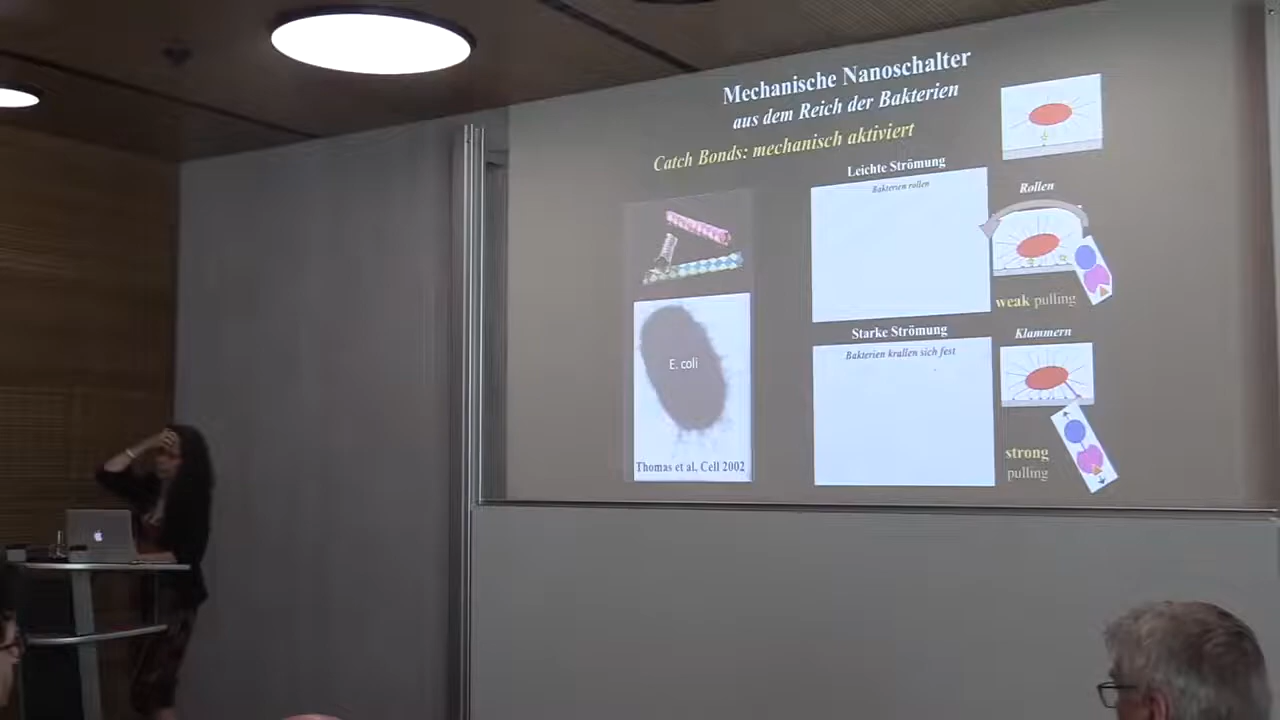 Mechanische Nanoschalter
aus dem Reich der Bakterien
Catch Bonds: mechanisch aktiviert
Leichte Strömung
Bakterien rollen
Rollen
weak pulling
E. coli
Thomas et al, Cell 2002
Starke Strömung
Bakterien krallen sich fest
Klammern
strong
pulling